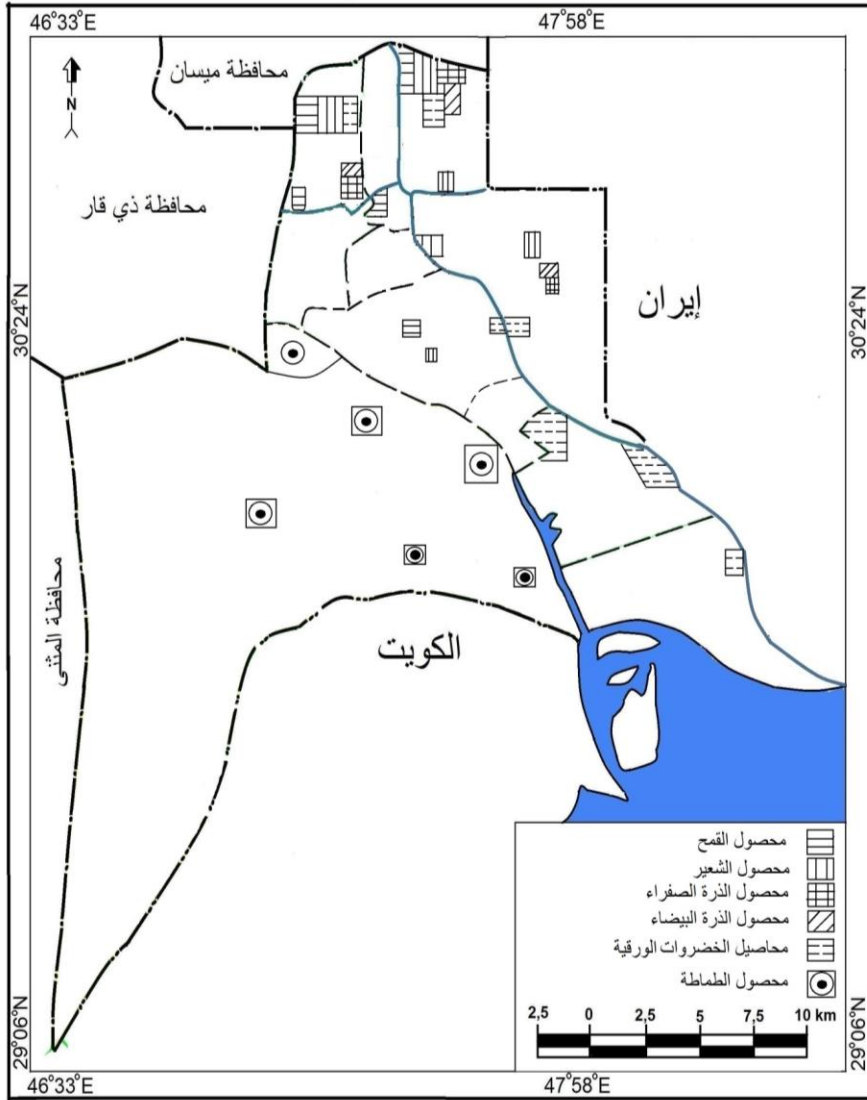 46°33'E
47°58'E
محافظة ميسان
N
محافظة ذي قار
إيران
30°24'N
30°24'N
محافظة المثنى
الكويت
محصول القمح
محصول الشعير
محصول الذرة الصفراء
محصول الذرة البيضاء
محاصيل الخضروات الورقية
محصول الطماطة
2,5 0 2,5 5 7,5 10 km
29°06'N
29°06'N
46°33'E
47°58'E